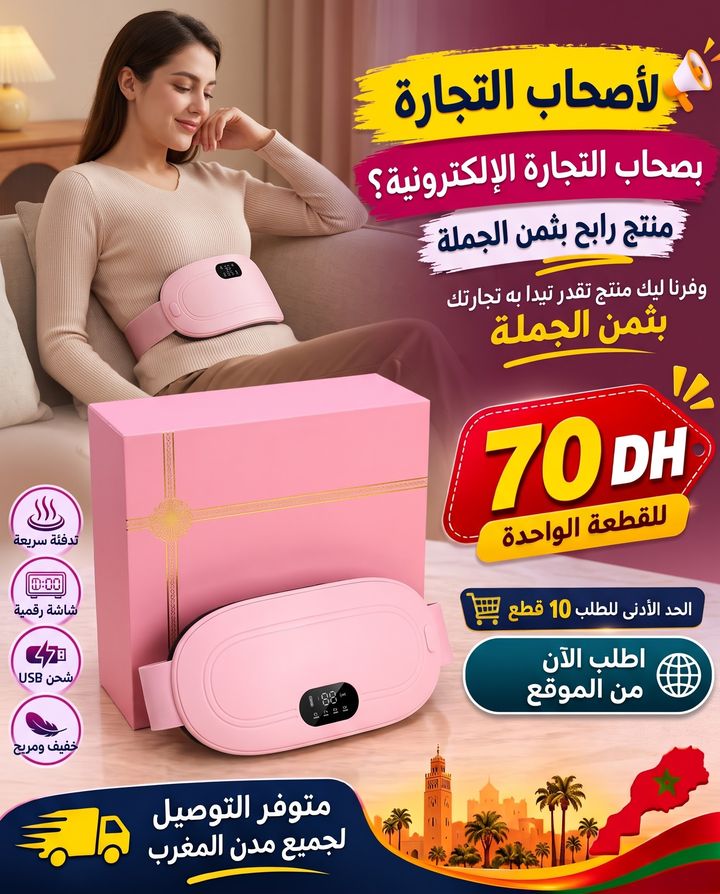 لأصحاب التجارة
بصحاب التجارة الإلكترونية؟
منتج رابح بثمن الجملة
وفرنا ليك منتج تقدر تبدا به تجارتك
بثمن الجملة
70 DH
للقطعة الواحدة
الحد الأدنى للطلب 10 قطع
اطلب الآن
من الموقع
تدفئة سريعة
شاشة رقمية
شحن USB
خفيف ومريح
متوفر التوصيل
لجميع مدن المغرب